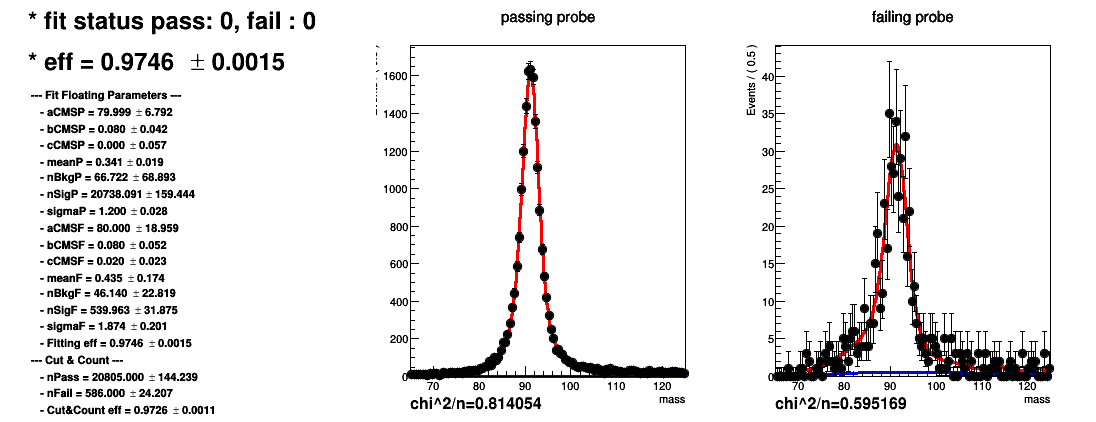 * fit status pass: 0, fail : 0
* eff = 0.9746 ± 0.0015
--- Fit Floating Parameters ---
- aCMSP = 79.999 ± 6.792
- bCMSP = 0.080 ± 0.042
- cCMSP = 0.000 ± 0.057
- meanP = 0.341 ± 0.019
- nBkgP = 66.722 ± 68.893
- nSigP = 20738.091 ± 159.444
- sigmaP = 1.200 ± 0.028
- aCMSF = 80.000 ± 18.959
- bCMSF = 0.080 ± 0.052
- cCMSF = 0.020 ± 0.023
- meanF = 0.435 ± 0.174
- nBkgF = 46.140 ± 22.819
- nSigF = 539.963 ± 31.875
- sigmaF = 1.874 ± 0.201
- Fitting eff = 0.9746 ± 0.0015
--- Cut & Count ---
- nPass = 20805.000 ± 144.239
- nFail = 586.000 ± 24.207
- Cut&Count eff = 0.9726 ± 0.0011
passing probe
1600
1400
1200
1000
800
600
400
200
0
70 80 90 100 110 120
mass
chi^2/n=0.814054
failing probe
Events / ( 0.5 )
40
35
30
25
20
15
10
5
0
70 80 90 100 110 120
mass
chi^2/n=0.595169